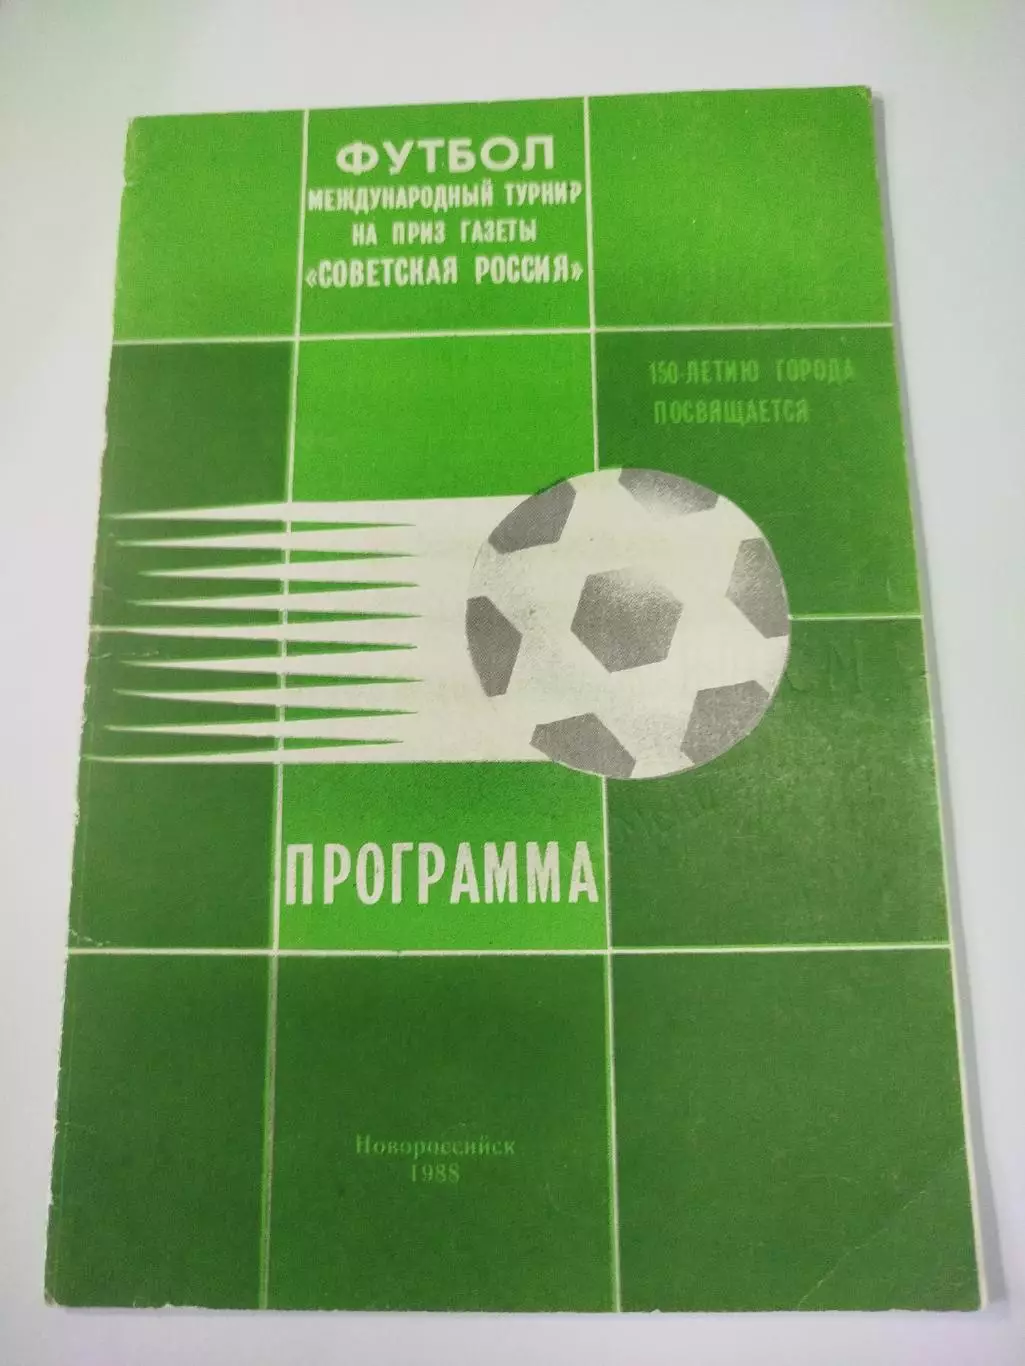 ФУТБОЛ
МЕЖДУНАРОДНЫЙ ТУРНИР
НА ПРИЗ ГАЗЕТЫ
«СОВЕТСКАЯ РОССИЯ»
150-ЛЕТИЮ ГОРОДА
ПОСВЯЩАЕТСЯ
ПРОГРАММА
Новороссийск
1988